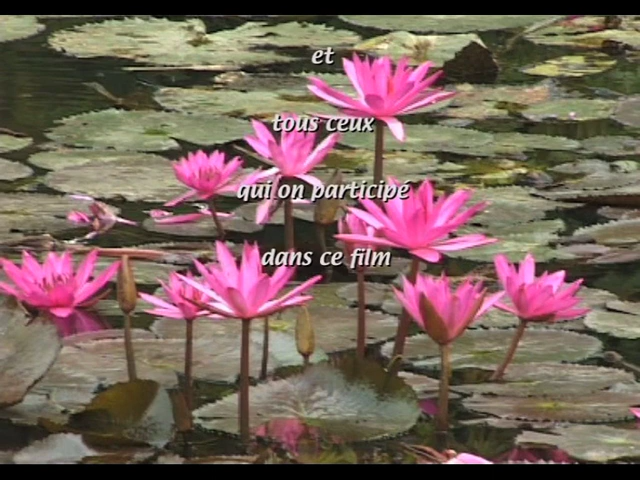 et
tous ceux
qui on participé
dans ce film